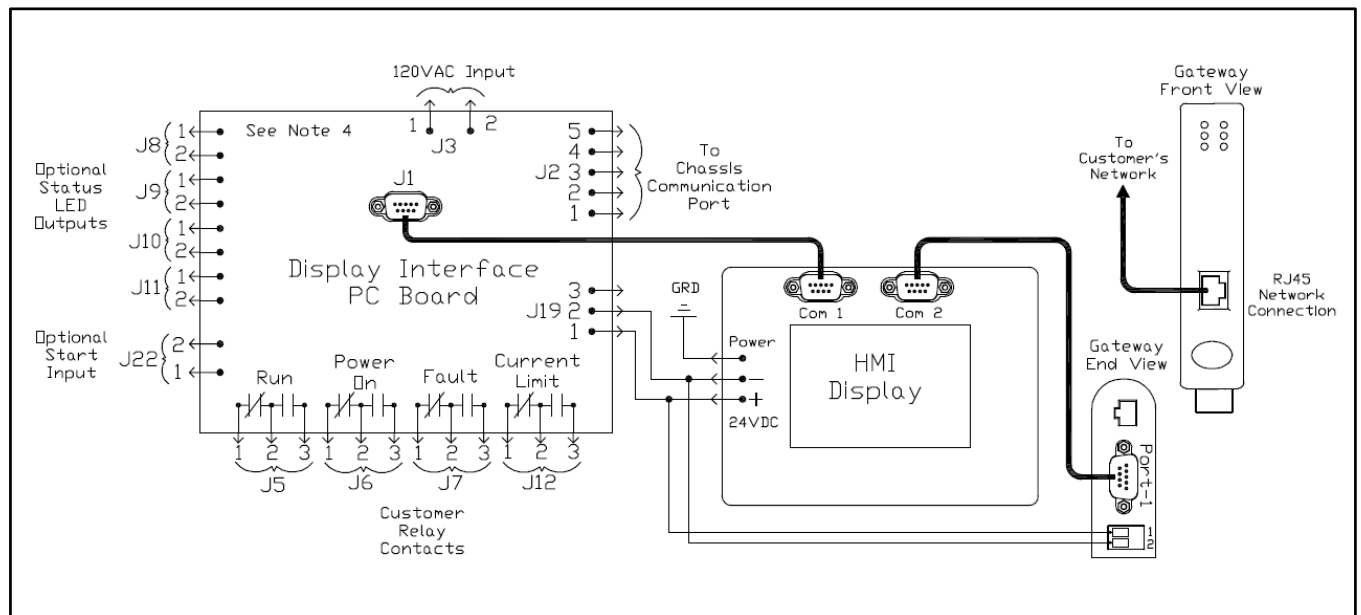 120VAC Input
1
J3
2
See Note 4
J8
1
2
J9
1
2
J10
1
2
J11
1
2
Optional
Status
LED
Outputs
J22
2
1
Optional
Start
Input
J1
Display Interface
PC Board
J2
5
4
3
2
1
To
Chassis
Communication
Port
J19
3
2
1
Run
Power
On
Fault
Current
Limit
1 2 3
1 2 3
1 2 3
1 2 3
J5
J6
J7
J12
Customer
Relay
Contacts
GRD
Power
−
+
24VDC
Com 1
Com 2
HMI
Display
To
Customer's
Network
Gateway
Front View
RJ45
Network
Connection
Gateway
End View
Port-1
1
2